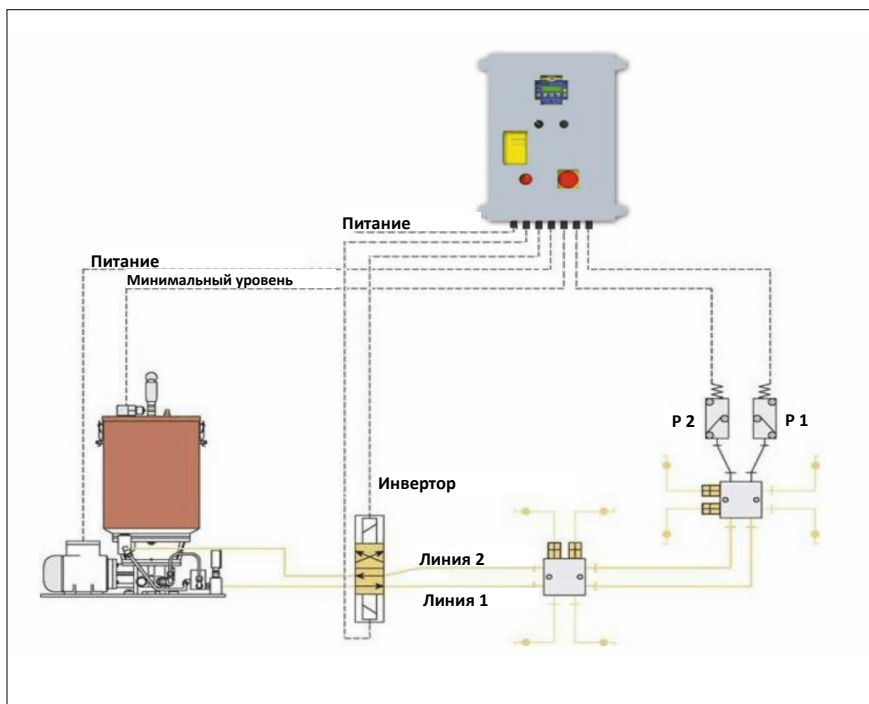 Питание
Питание
Минимальный уровень
P 2
P 1
Инвертор
Линия 2
Линия 1